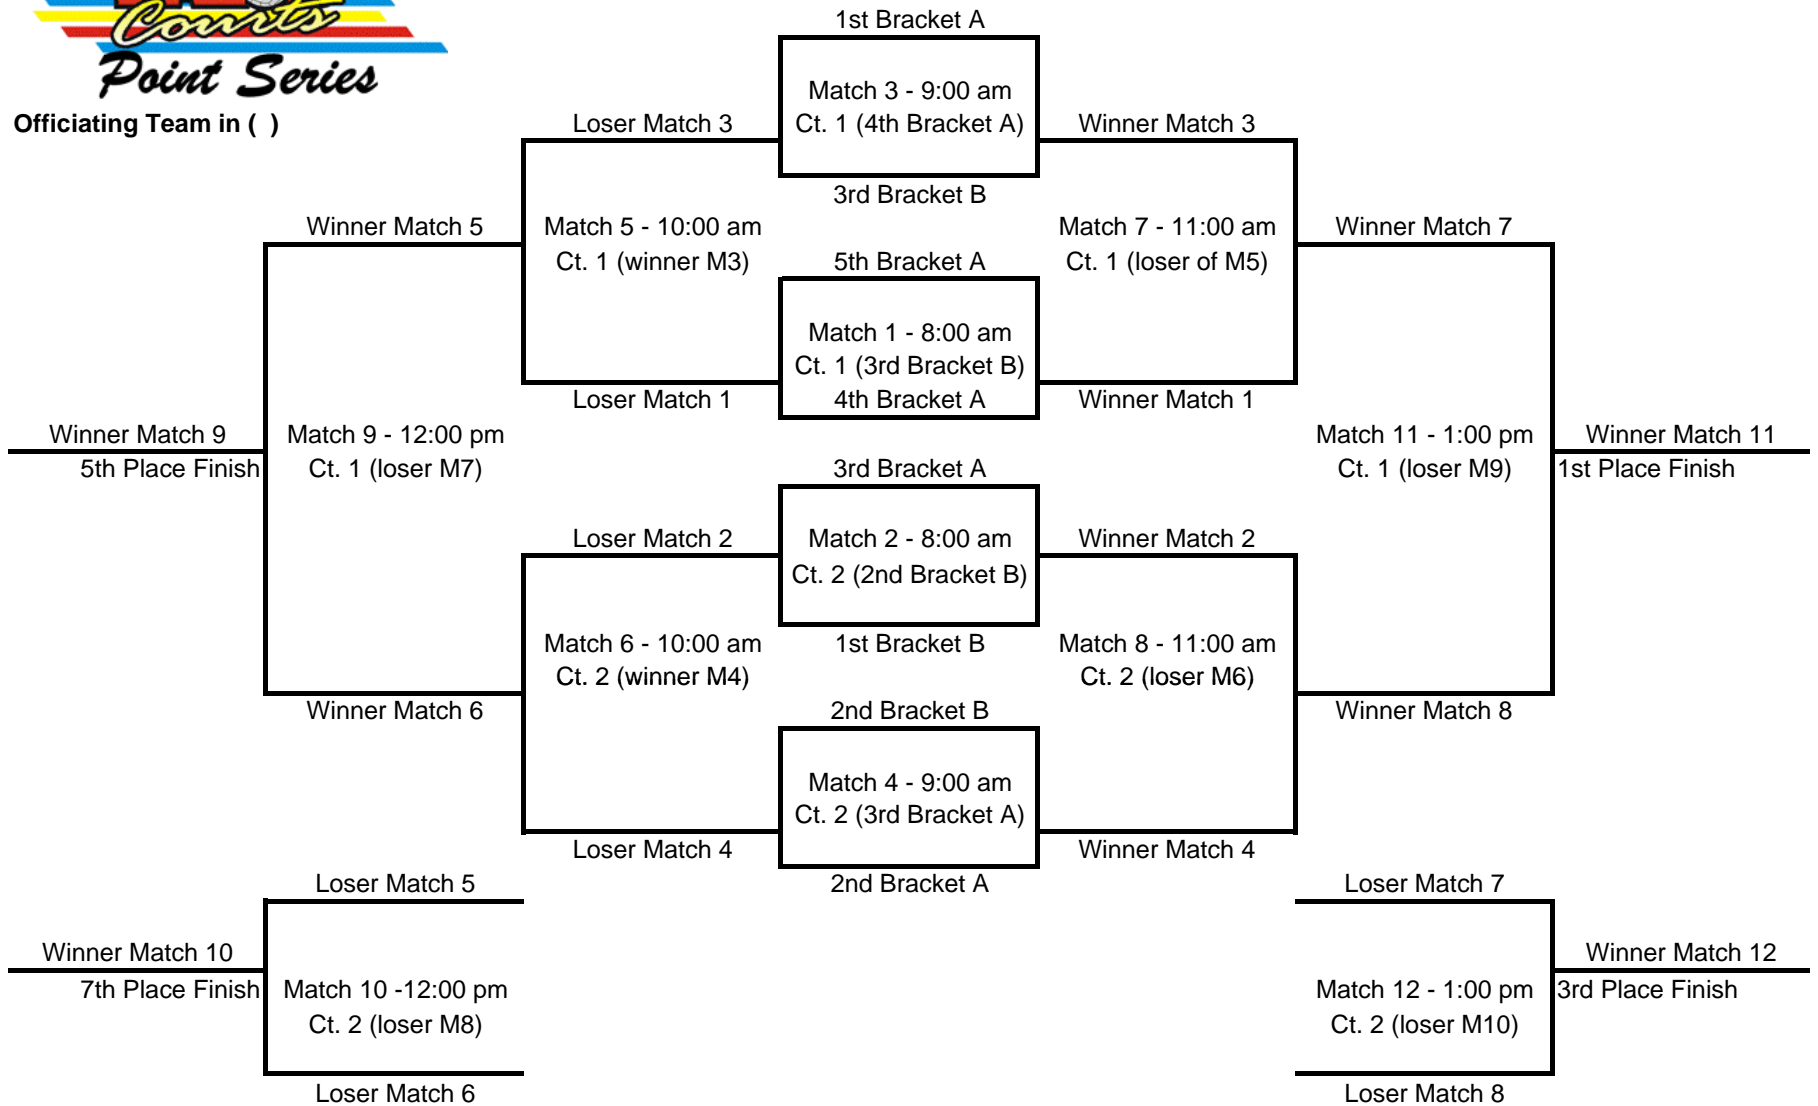 Courts
Point Series
Officiating Team in ( )
1st Bracket A
Match 3 - 9:00 am
Ct. 1 (4th Bracket A)
Loser Match 3
Winner Match 3
3rd Bracket B
Winner Match 5
Match 5 - 10:00 am
Ct. 1 (winner M3)
Match 7 - 11:00 am
Ct. 1 (loser of M5)
Winner Match 7
5th Bracket A
Match 1 - 8:00 am
Ct. 1 (3rd Bracket B)
4th Bracket A
Loser Match 1
Winner Match 1
Winner Match 9
5th Place Finish
Match 9 - 12:00 pm
Ct. 1 (loser M7)
Match 11 - 1:00 pm
Ct. 1 (loser M9)
Winner Match 11
1st Place Finish
3rd Bracket A
Loser Match 2
Match 2 - 8:00 am
Ct. 2 (2nd Bracket B)
Winner Match 2
1st Bracket B
Match 6 - 10:00 am
Ct. 2 (winner M4)
Match 8 - 11:00 am
Ct. 2 (loser M6)
Winner Match 6
Winner Match 8
2nd Bracket B
Match 4 - 9:00 am
Ct. 2 (3rd Bracket A)
Loser Match 4
Winner Match 4
2nd Bracket A
Loser Match 5
Loser Match 7
Winner Match 10
7th Place Finish
Match 10 -12:00 pm
Ct. 2 (loser M8)
Match 12 - 1:00 pm
Ct. 2 (loser M10)
Winner Match 12
3rd Place Finish
Loser Match 6
Loser Match 8